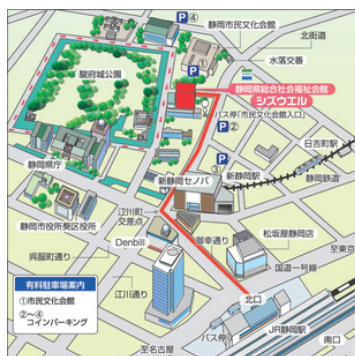 静岡市民文化会館
北街道
水落交番
駿府城公園
静岡県総合社会福祉会館
シズウエル
バス停「市民文化会館入口」
日吉町駅
静岡県庁
新静岡セノバ
新静岡駅
静岡鉄道
静岡市役所葵区役所
江川町
交差点
呉服町通り
Denbill
御幸通り
松坂屋静岡店
至東京
国道一号線
江川通り
有料駐車場案内
①市民文化会館
②～④
コインパーキング
北口
バス停
JR静岡駅
南口
至名古屋
P④
P
①
P②
③
P